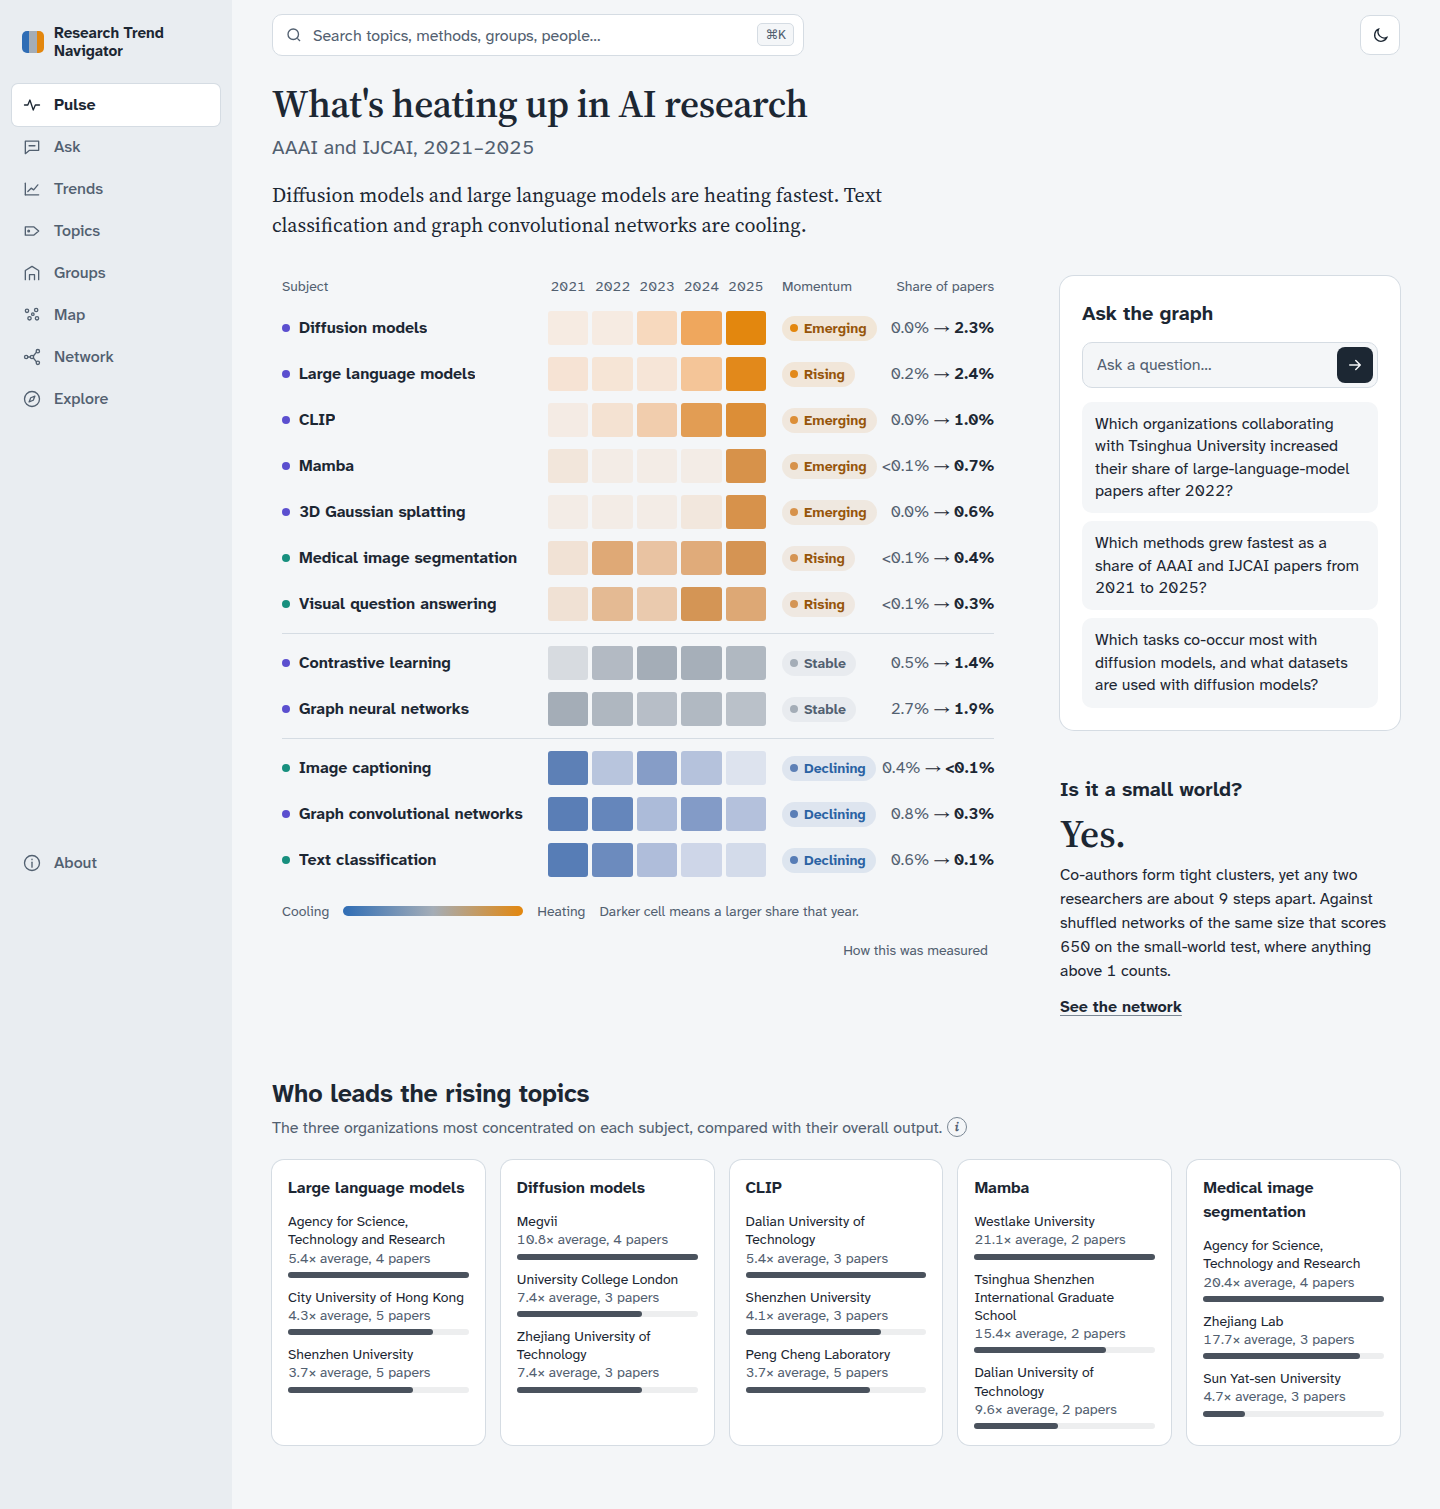 Research Trend
Navigator
Search topics, methods, groups, people...
⌘K
Pulse
Ask
Trends
Topics
Groups
Map
Network
Explore
About
What's heating up in AI research
AAAI and IJCAI, 2021–2025
Diffusion models and large language models are heating fastest. Text
classification and graph convolutional networks are cooling.
Subject 2021 2022 2023 2024 2025 Momentum Share of papers
Diffusion models Emerging 0.0% → 2.3%
Large language models Rising 0.2% → 2.4%
CLIP Emerging 0.0% → 1.0%
Mamba Emerging <0.1% → 0.7%
3D Gaussian splatting Emerging 0.0% → 0.6%
Medical image segmentation Rising <0.1% → 0.4%
Visual question answering Rising <0.1% → 0.3%
Contrastive learning Stable 0.5% → 1.4%
Graph neural networks Stable 2.7% → 1.9%
Image captioning Declining 0.4% → <0.1%
Graph convolutional networks Declining 0.8% → 0.3%
Text classification Declining 0.6% → 0.1%
Cooling Heating Darker cell means a larger share that year.
How this was measured
Ask the graph
Ask a question...
Which organizations collaborating
with Tsinghua University increased
their share of large-language-model
papers after 2022?
Which methods grew fastest as a
share of AAAI and IJCAI papers from
2021 to 2025?
Which tasks co-occur most with
diffusion models, and what datasets
are used with diffusion models?
Is it a small world?
Yes.
Co-authors form tight clusters, yet any two
researchers are about 9 steps apart. Against
shuffled networks of the same size that scores
650 on the small-world test, where anything
above 1 counts.
See the network
Who leads the rising topics
The three organizations most concentrated on each subject, compared with their overall output. i
Large language models
Agency for Science,
Technology and Research
5.4× average, 4 papers
City University of Hong Kong
4.3× average, 5 papers
Shenzhen University
3.7× average, 5 papers
Diffusion models
Megvii
10.8× average, 4 papers
University College London
7.4× average, 3 papers
Zhejiang University of
Technology
7.4× average, 3 papers
CLIP
Dalian University of
Technology
5.4× average, 3 papers
Shenzhen University
4.1× average, 3 papers
Peng Cheng Laboratory
3.7× average, 5 papers
Mamba
Westlake University
21.1× average, 2 papers
Tsinghua Shenzhen
International Graduate
School
15.4× average, 2 papers
Dalian University of
Technology
9.6× average, 2 papers
Medical image
segmentation
Agency for Science,
Technology and Research
20.4× average, 4 papers
Zhejiang Lab
17.7× average, 3 papers
Sun Yat-sen University
4.7× average, 3 papers